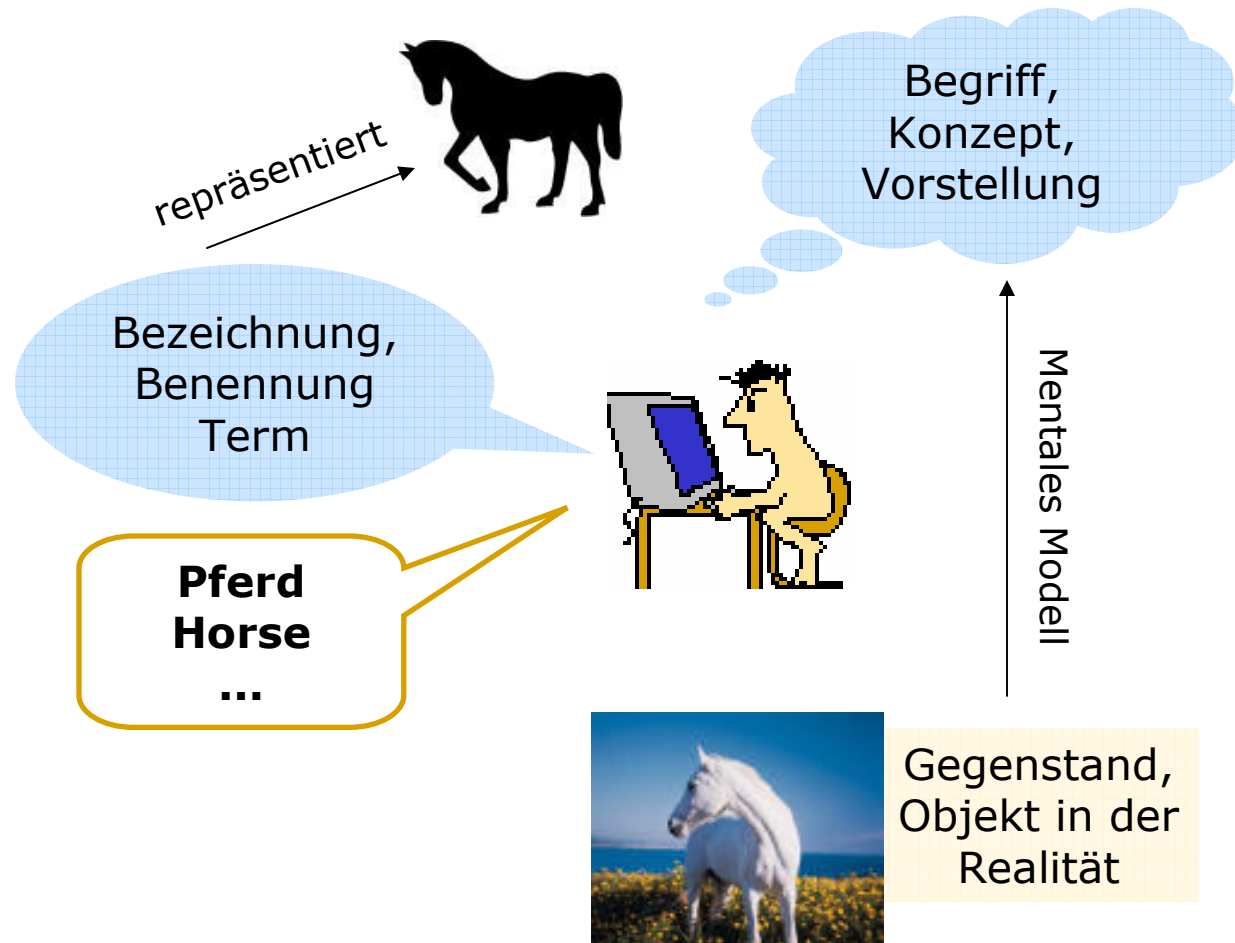 repräsentiert
Begriff,
Konzept,
Vorstellung
Bezeichnung,
Benennung
Term
Mentales Modell
Pferd
Horse
...
Gegenstand,
Objekt in der
Realität